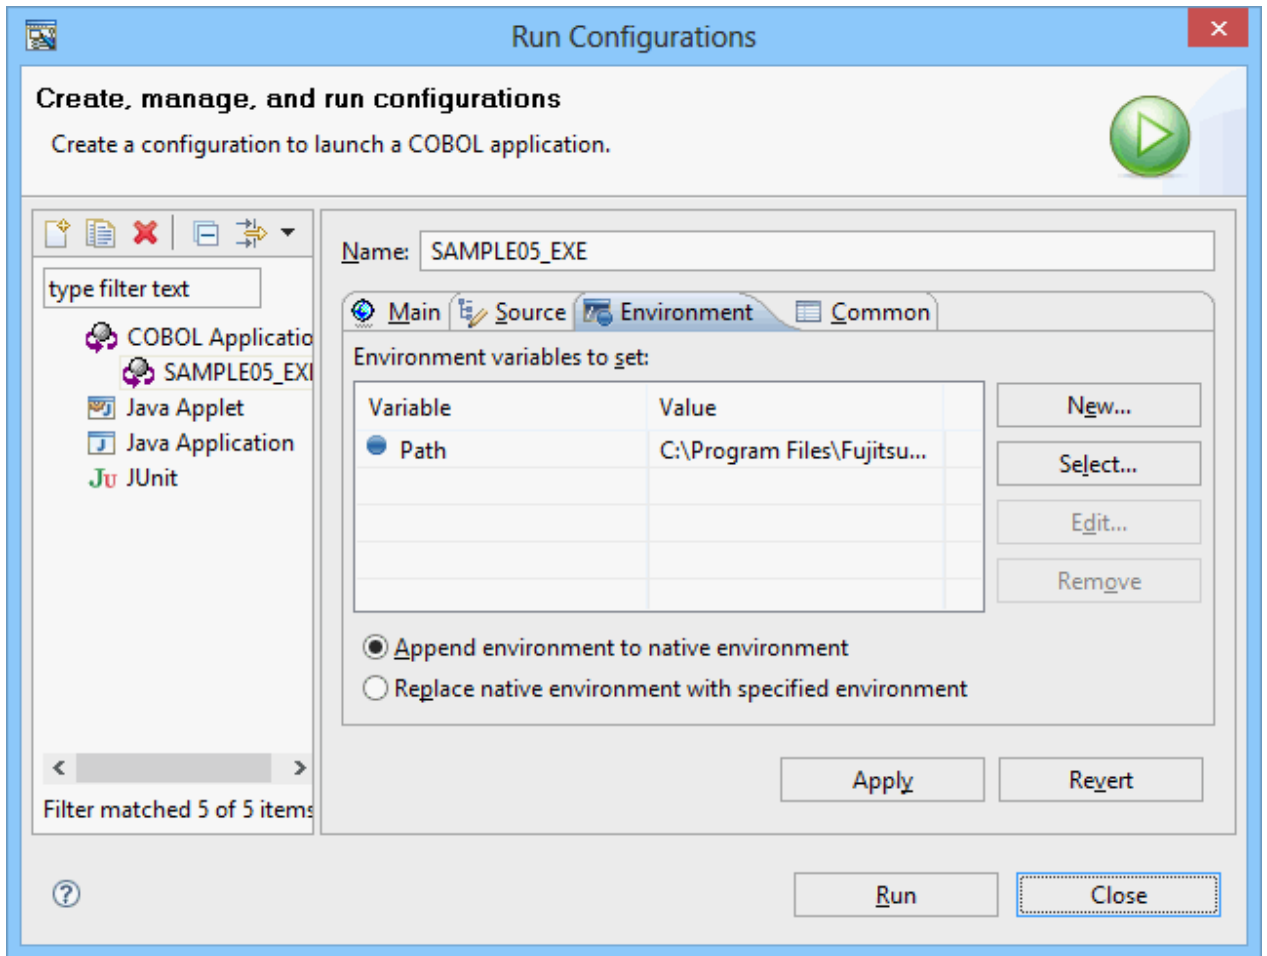 Run Configurations
Create, manage, and run configurations
Create a configuration to launch a COBOL application.
type filter text
COBOL Applicatio
SAMPLE05_EXE
Java Applet
Java Application
JU JUnit
Filter matched 5 of 5 items
Name: SAMPLE05_EXE
Main Source Environment Common
Environment variables to set:
Variable Value
Path C:\Program Files\Fujitsu...
New...
Select...
Edit...
Remove
Append environment to native environment
Replace native environment with specified environment
Apply Revert
? Run Close